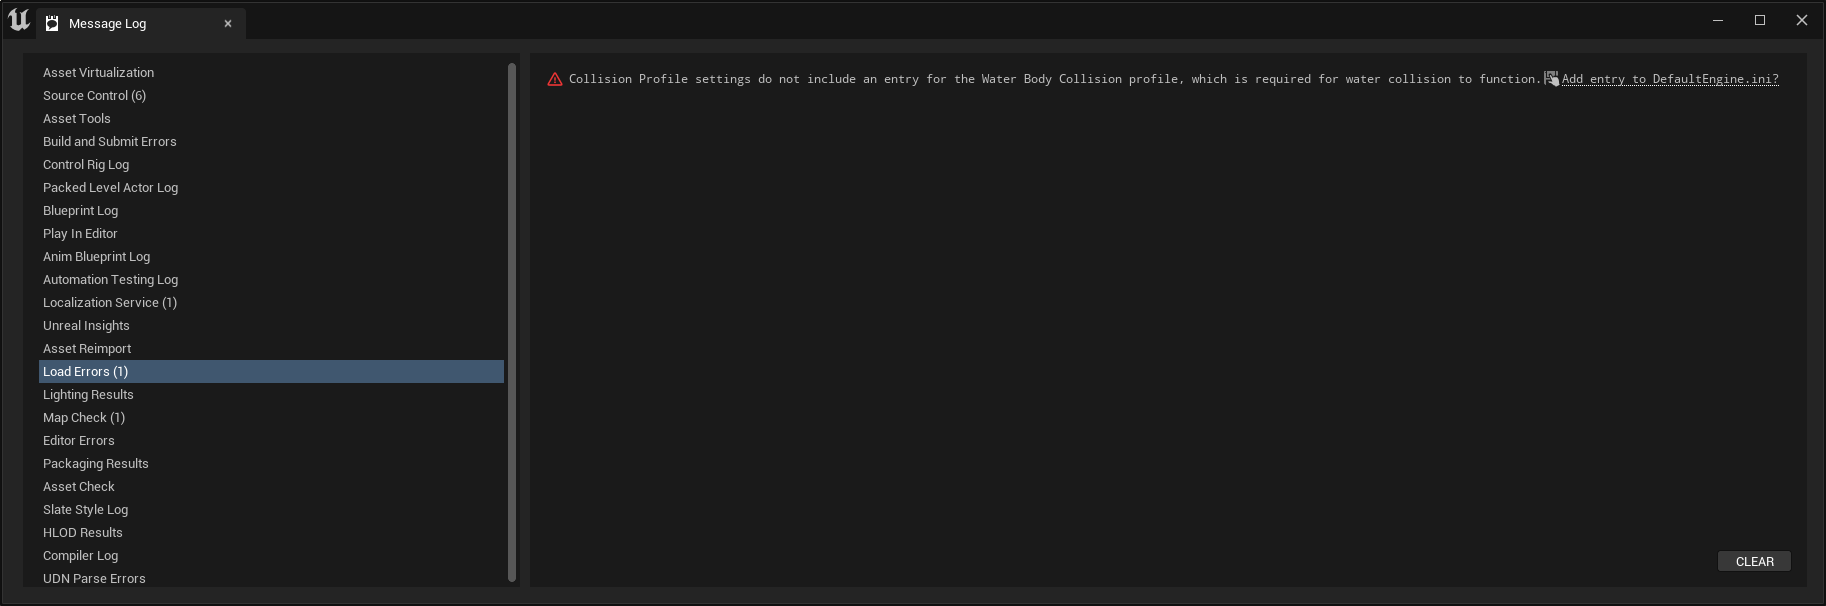 Message Log
Asset Virtualization
Source Control (6)
Asset Tools
Build and Submit Errors
Control Rig Log
Packed Level Actor Log
Blueprint Log
Play In Editor
Anim Blueprint Log
Automation Testing Log
Localization Service (1)
Unreal Insights
Asset Reimport
Load Errors (1)
Lighting Results
Map Check (1)
Editor Errors
Packaging Results
Asset Check
Slate Style Log
HLOD Results
Compiler Log
UDN Parse Errors
Collision Profile settings do not include an entry for the Water Body Collision profile, which is required for water collision to function. Add entry to DefaultEngine.ini?
CLEAR